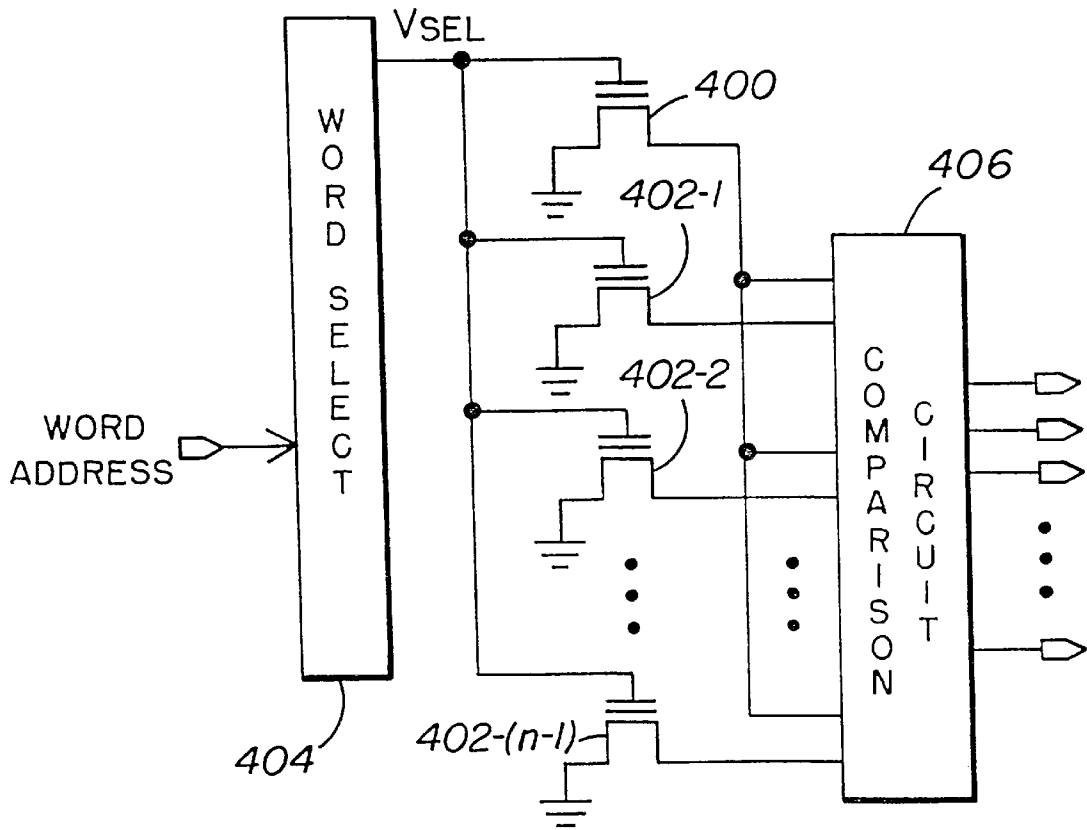 VSEL
400
WORD SELECT
402-1
406
402-2
COMPARISON
CIRCUIT
WORD
ADDRESS
402-(n-1)
404